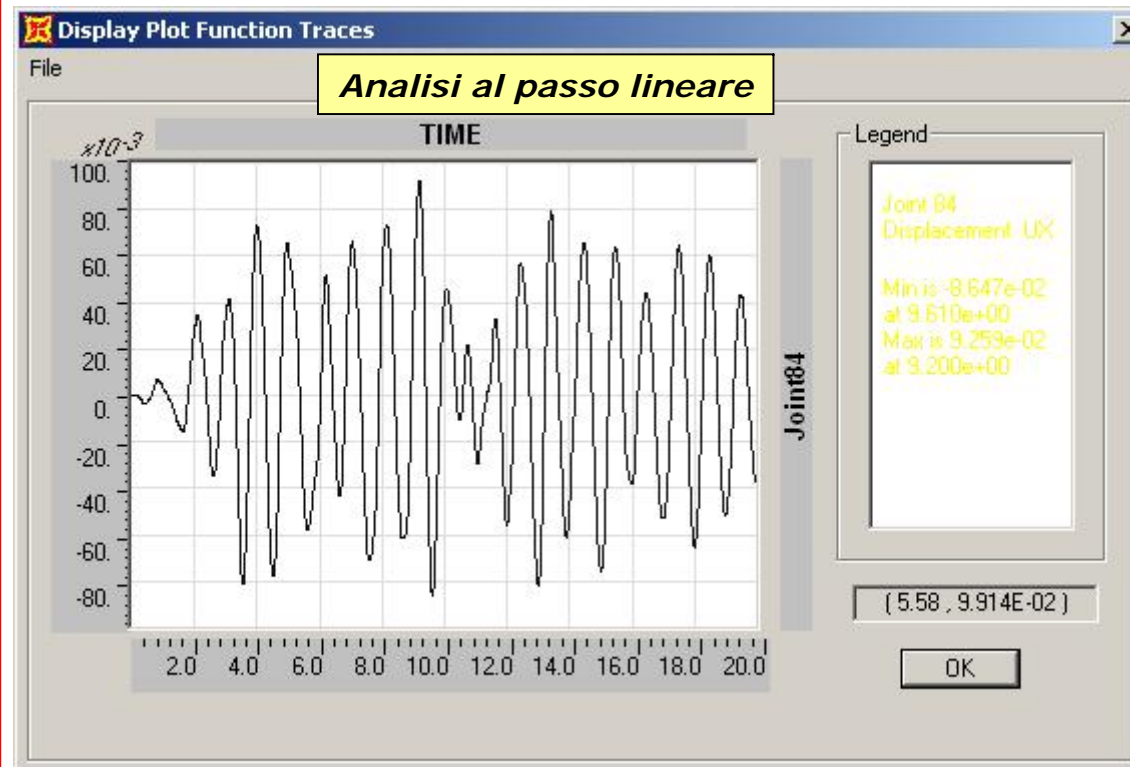 Display Plot Function Traces
File
Analisi al passo lineare
x10-3
TIME
100.
80.
60.
40.
20.
0.
-20.
-40.
-60.
-80.
2.0 4.0 6.0 8.0 10.0 12.0 14.0 16.0 18.0 20.0
Joint84
Legend
Joint 84
Displacement UX
Min is -8.647e-02
at 9.610e+00
Max is 9.259e-02
at 9.200e+00
( 5.58 , 9.914E-02 )
OK